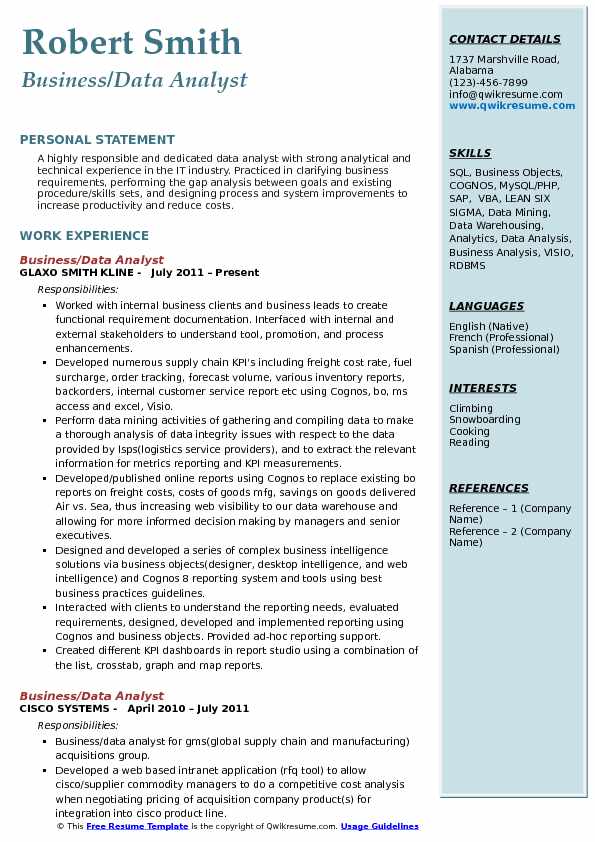 Robert Smith
Business/Data Analyst
PERSONAL STATEMENT
A highly responsible and dedicated data analyst with strong analytical and
technical experience in the IT industry. Practiced in clarifying business
requirements, performing the gap analysis between goals and existing
procedure/skills sets, and designing process and system improvements to
increase productivity and reduce costs.
WORK EXPERIENCE
Business/Data Analyst
GLAXO SMITH KLINE - July 2011 – Present
Responsibilities:
▪ Worked with internal business clients and business leads to create
functional requirement documentation. Interfaced with internal and
external stakeholders to understand tool, promotion, and process
enhancements.
▪ Developed numerous supply chain KPI's including freight cost rate, fuel
surcharge, order tracking, forecast volume, various inventory reports,
backorders, internal customer service report etc using Cognos, bo, ms
access and excel, Visio.
▪ Perform data mining activities of gathering and compiling data to make
a thorough analysis of data integrity issues with respect to the data
provided by lsps(logistics service providers), and to extract the relevant
information for metrics reporting and KPI measurements.
▪ Developed/published online reports using Cognos to replace existing bo
reports on freight costs, costs of goods mfg, savings on goods delivered
Air vs. Sea, thus increasing web visibility to our data warehouse and
allowing for more informed decision making by managers and senior
executives.
▪ Designed and developed a series of complex business intelligence
solutions via business objects(designer, desktop intelligence, and web
intelligence) and Cognos 8 reporting system and tools using best
business practices guidelines.
▪ Interacted with clients to understand the reporting needs, evaluated
requirements, designed, developed and implemented reporting using
Cognos and business objects. Provided ad-hoc reporting support.
▪ Created different KPI dashboards in report studio using a combination of
the list, crosstab, graph and map reports.
Business/Data Analyst
CISCO SYSTEMS - April 2010 – July 2011
Responsibilities:
▪ Business/data analyst for gms(global supply chain and manufacturing)
acquisitions group.
▪ Developed a web based intranet application (rfq tool) to allow
cisco/supplier commodity managers to do a competitive cost analysis
when negotiating pricing of acquisition company product(s) for
integration into cisco product line.
© This Free Resume Template is the copyright of Qwikresume.com. Usage Guidelines
CONTACT DETAILS
1737 Marshville Road,
Alabama
(123)-456-7899
info@qwikresume.com
www.qwikresume.com
SKILLS
SQL, Business Objects,
COGNOS, MySQL/PHP,
SAP, VBA, LEAN SIX
SIGMA, Data Mining,
Data Warehousing,
Analytics, Data Analysis,
Business Analysis, VISIO,
RDBMS
LANGUAGES
English (Native)
French (Professional)
Spanish (Professional)
INTERESTS
Climbing
Snowboarding
Cooking
Reading
REFERENCES
Reference – 1 (Company
Name)
Reference – 2 (Company
Name)